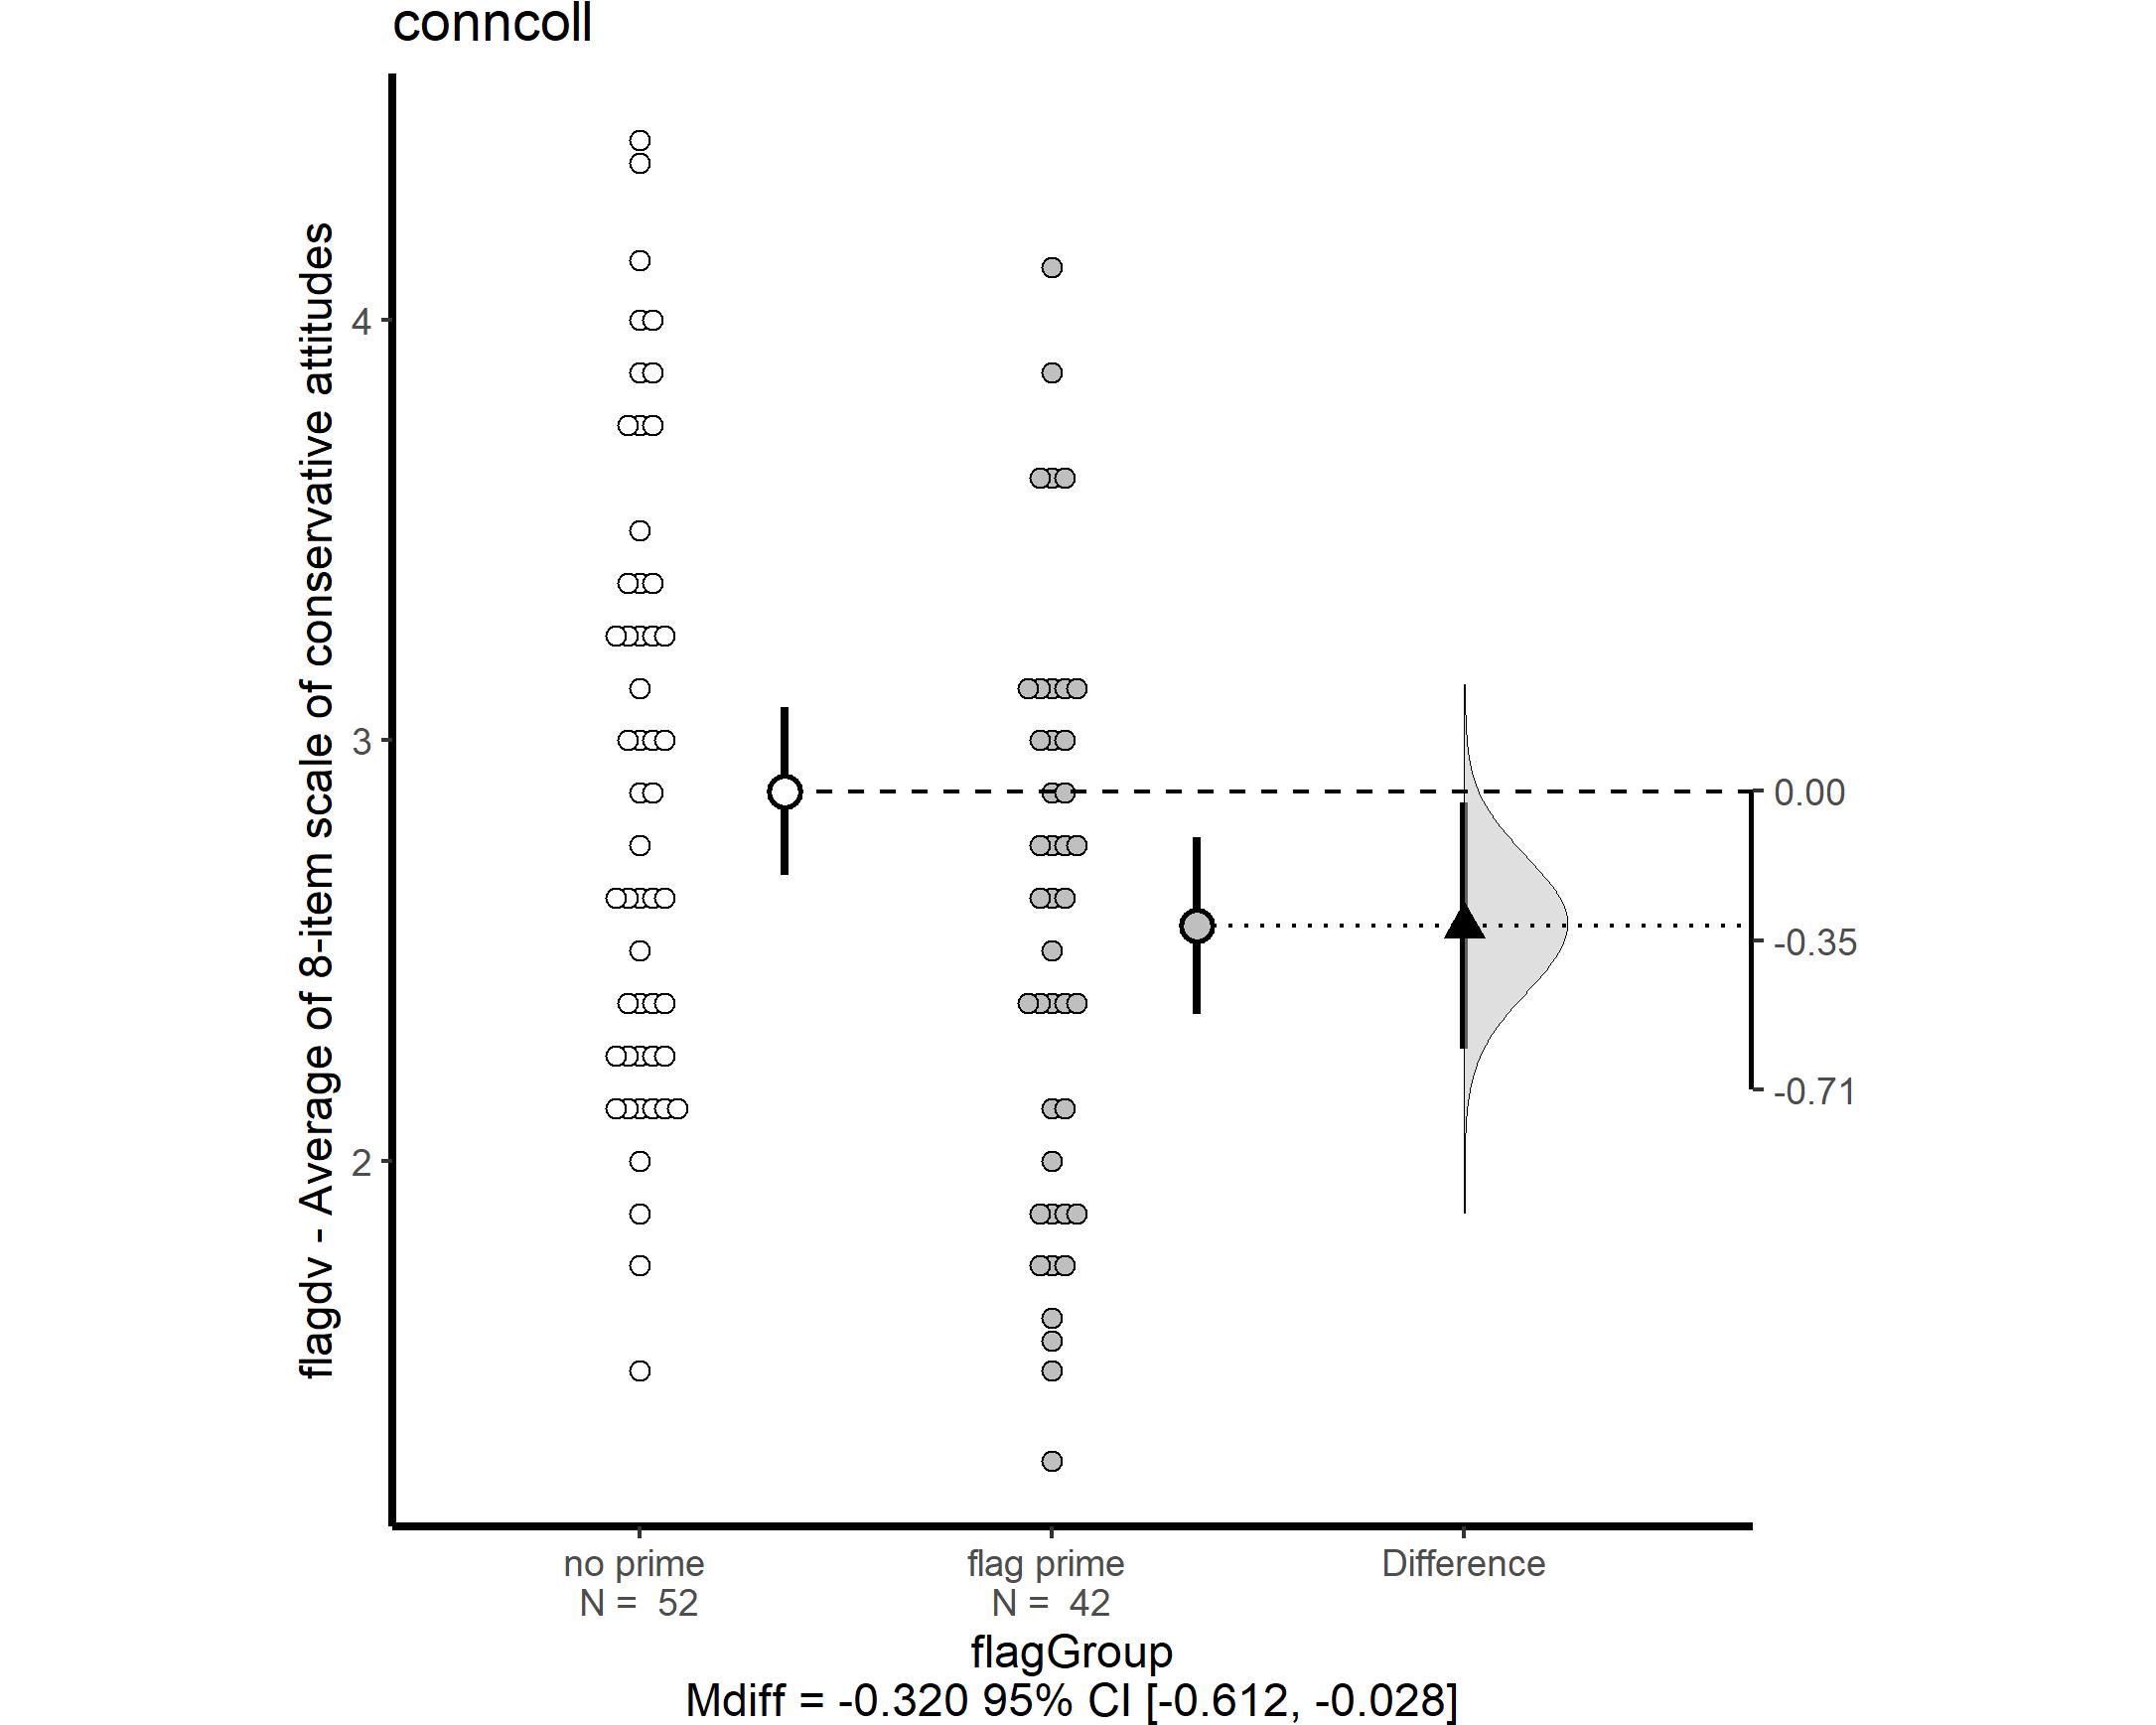 conncoll
flagdv - Average of 8-item scale of conservative attitudes
4
3
2
0.00
-0.35
-0.71
no prime
N =  52
flag prime
N =  42
Difference
flagGroup
Mdiff = -0.320 95% CI [-0.612, -0.028]